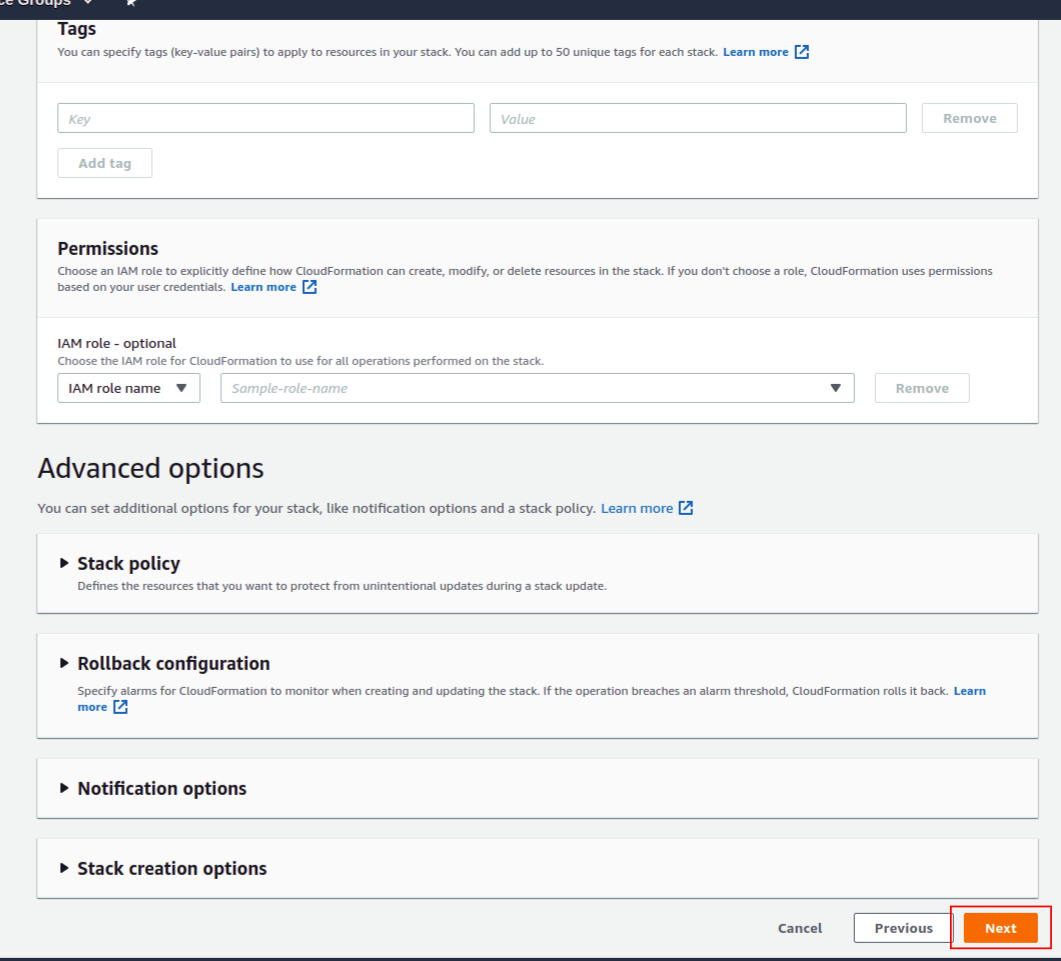 ce Groups
Tags
You can specify tags (key-value pairs) to apply to resources in your stack. You can add up to 50 unique tags for each stack. Learn more
Key Value Remove
Add tag
Permissions
Choose an IAM role to explicitly define how CloudFormation can create, modify, or delete resources in the stack. If you don't choose a role, CloudFormation uses permissions
based on your user credentials. Learn more
IAM role - optional
Choose the IAM role for CloudFormation to use for all operations performed on the stack.
IAM role name Sample-role-name Remove
Advanced options
You can set additional options for your stack, like notification options and a stack policy. Learn more
Stack policy
Defines the resources that you want to protect from unintentional updates during a stack update.
Rollback configuration
Specify alarms for CloudFormation to monitor when creating and updating the stack. If the operation breaches an alarm threshold, CloudFormation rolls it back. Learn
more
Notification options
Stack creation options
Cancel Previous Next